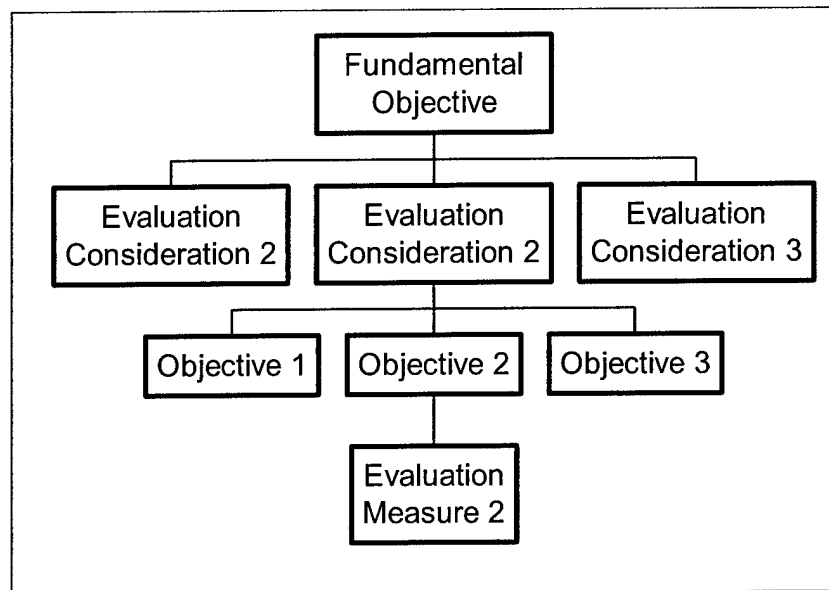 Fundamental
Objective
Evaluation
Consideration 2
Evaluation
Consideration 2
Evaluation
Consideration 3
Objective 1
Objective 2
Objective 3
Evaluation
Measure 2